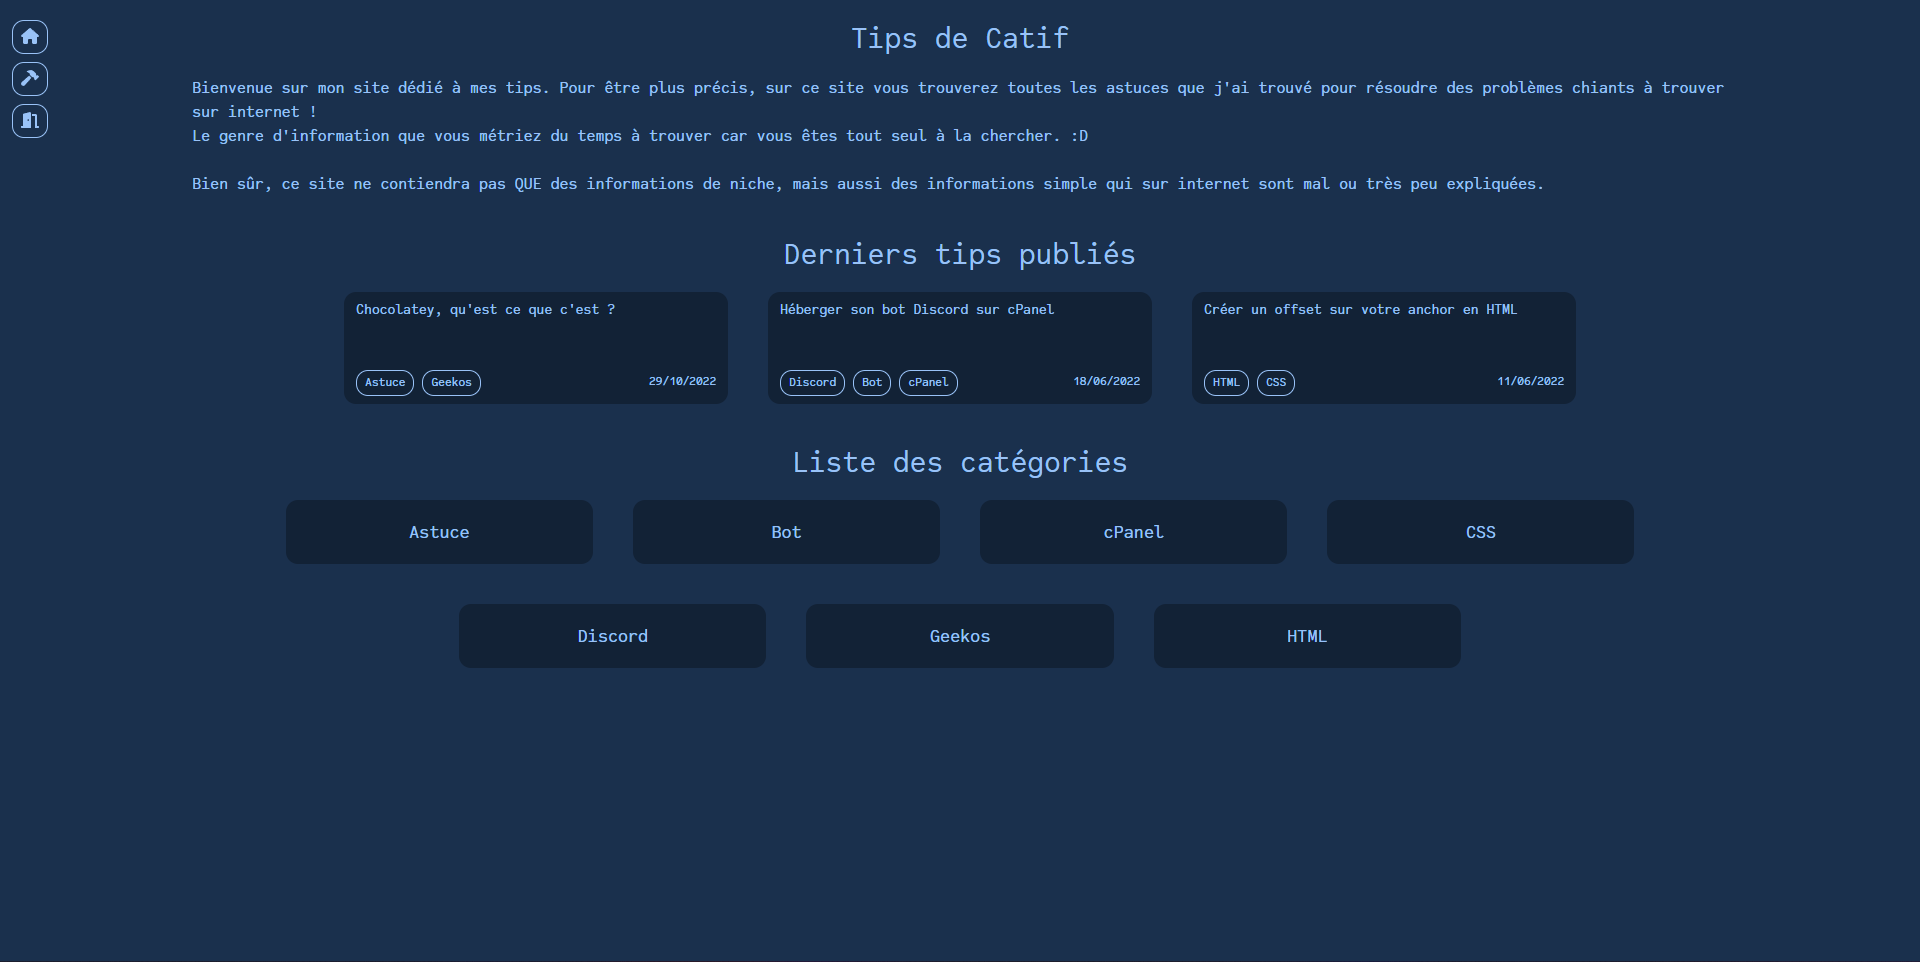 Tips de Catif
Bienvenue sur mon site dédié à mes tips. Pour être plus précis, sur ce site vous trouverez toutes les astuces que j'ai trouvé pour résoudre des problèmes chiants à trouver
sur internet !
Le genre d'information que vous métriez du temps à trouver car vous êtes tout seul à la chercher. :D
Bien sûr, ce site ne contiendra pas QUE des informations de niche, mais aussi des informations simple qui sur internet sont mal ou très peu expliquées.
Derniers tips publiés
Chocolatey, qu'est ce que c'est ?
Astuce Geekos 29/10/2022
Héberger son bot Discord sur cPanel
Discord Bot cPanel 18/06/2022
Créer un offset sur votre anchor en HTML
HTML CSS 11/06/2022
Liste des catégories
Astuce Bot cPanel CSS
Discord Geekos HTML